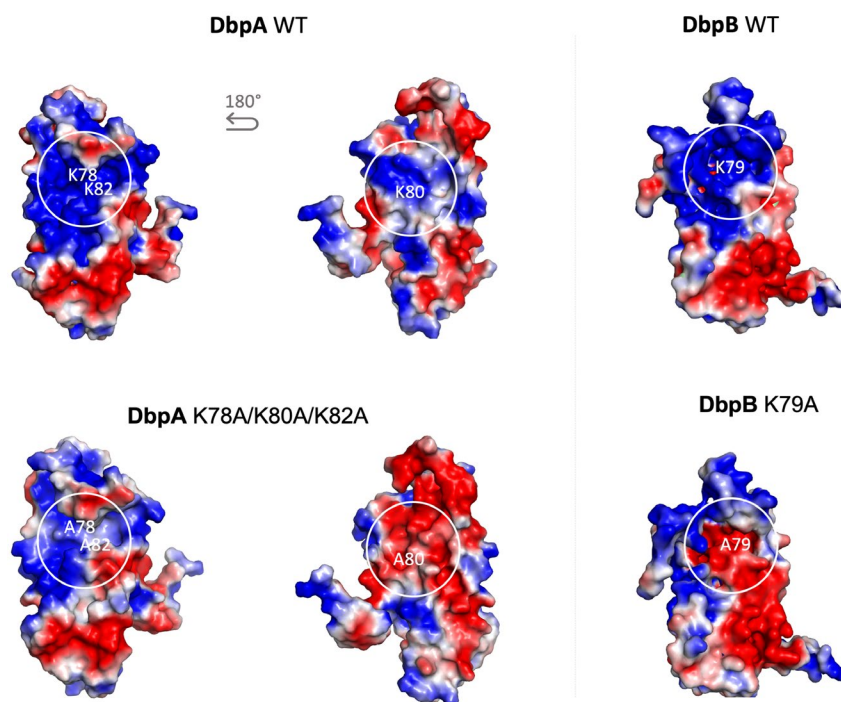 DbpA WT
DbpB WT
180°
K78
K82
K80
K79
DbpA K78A/K80A/K82A
DbpB K79A
A78
A82
A80
A79